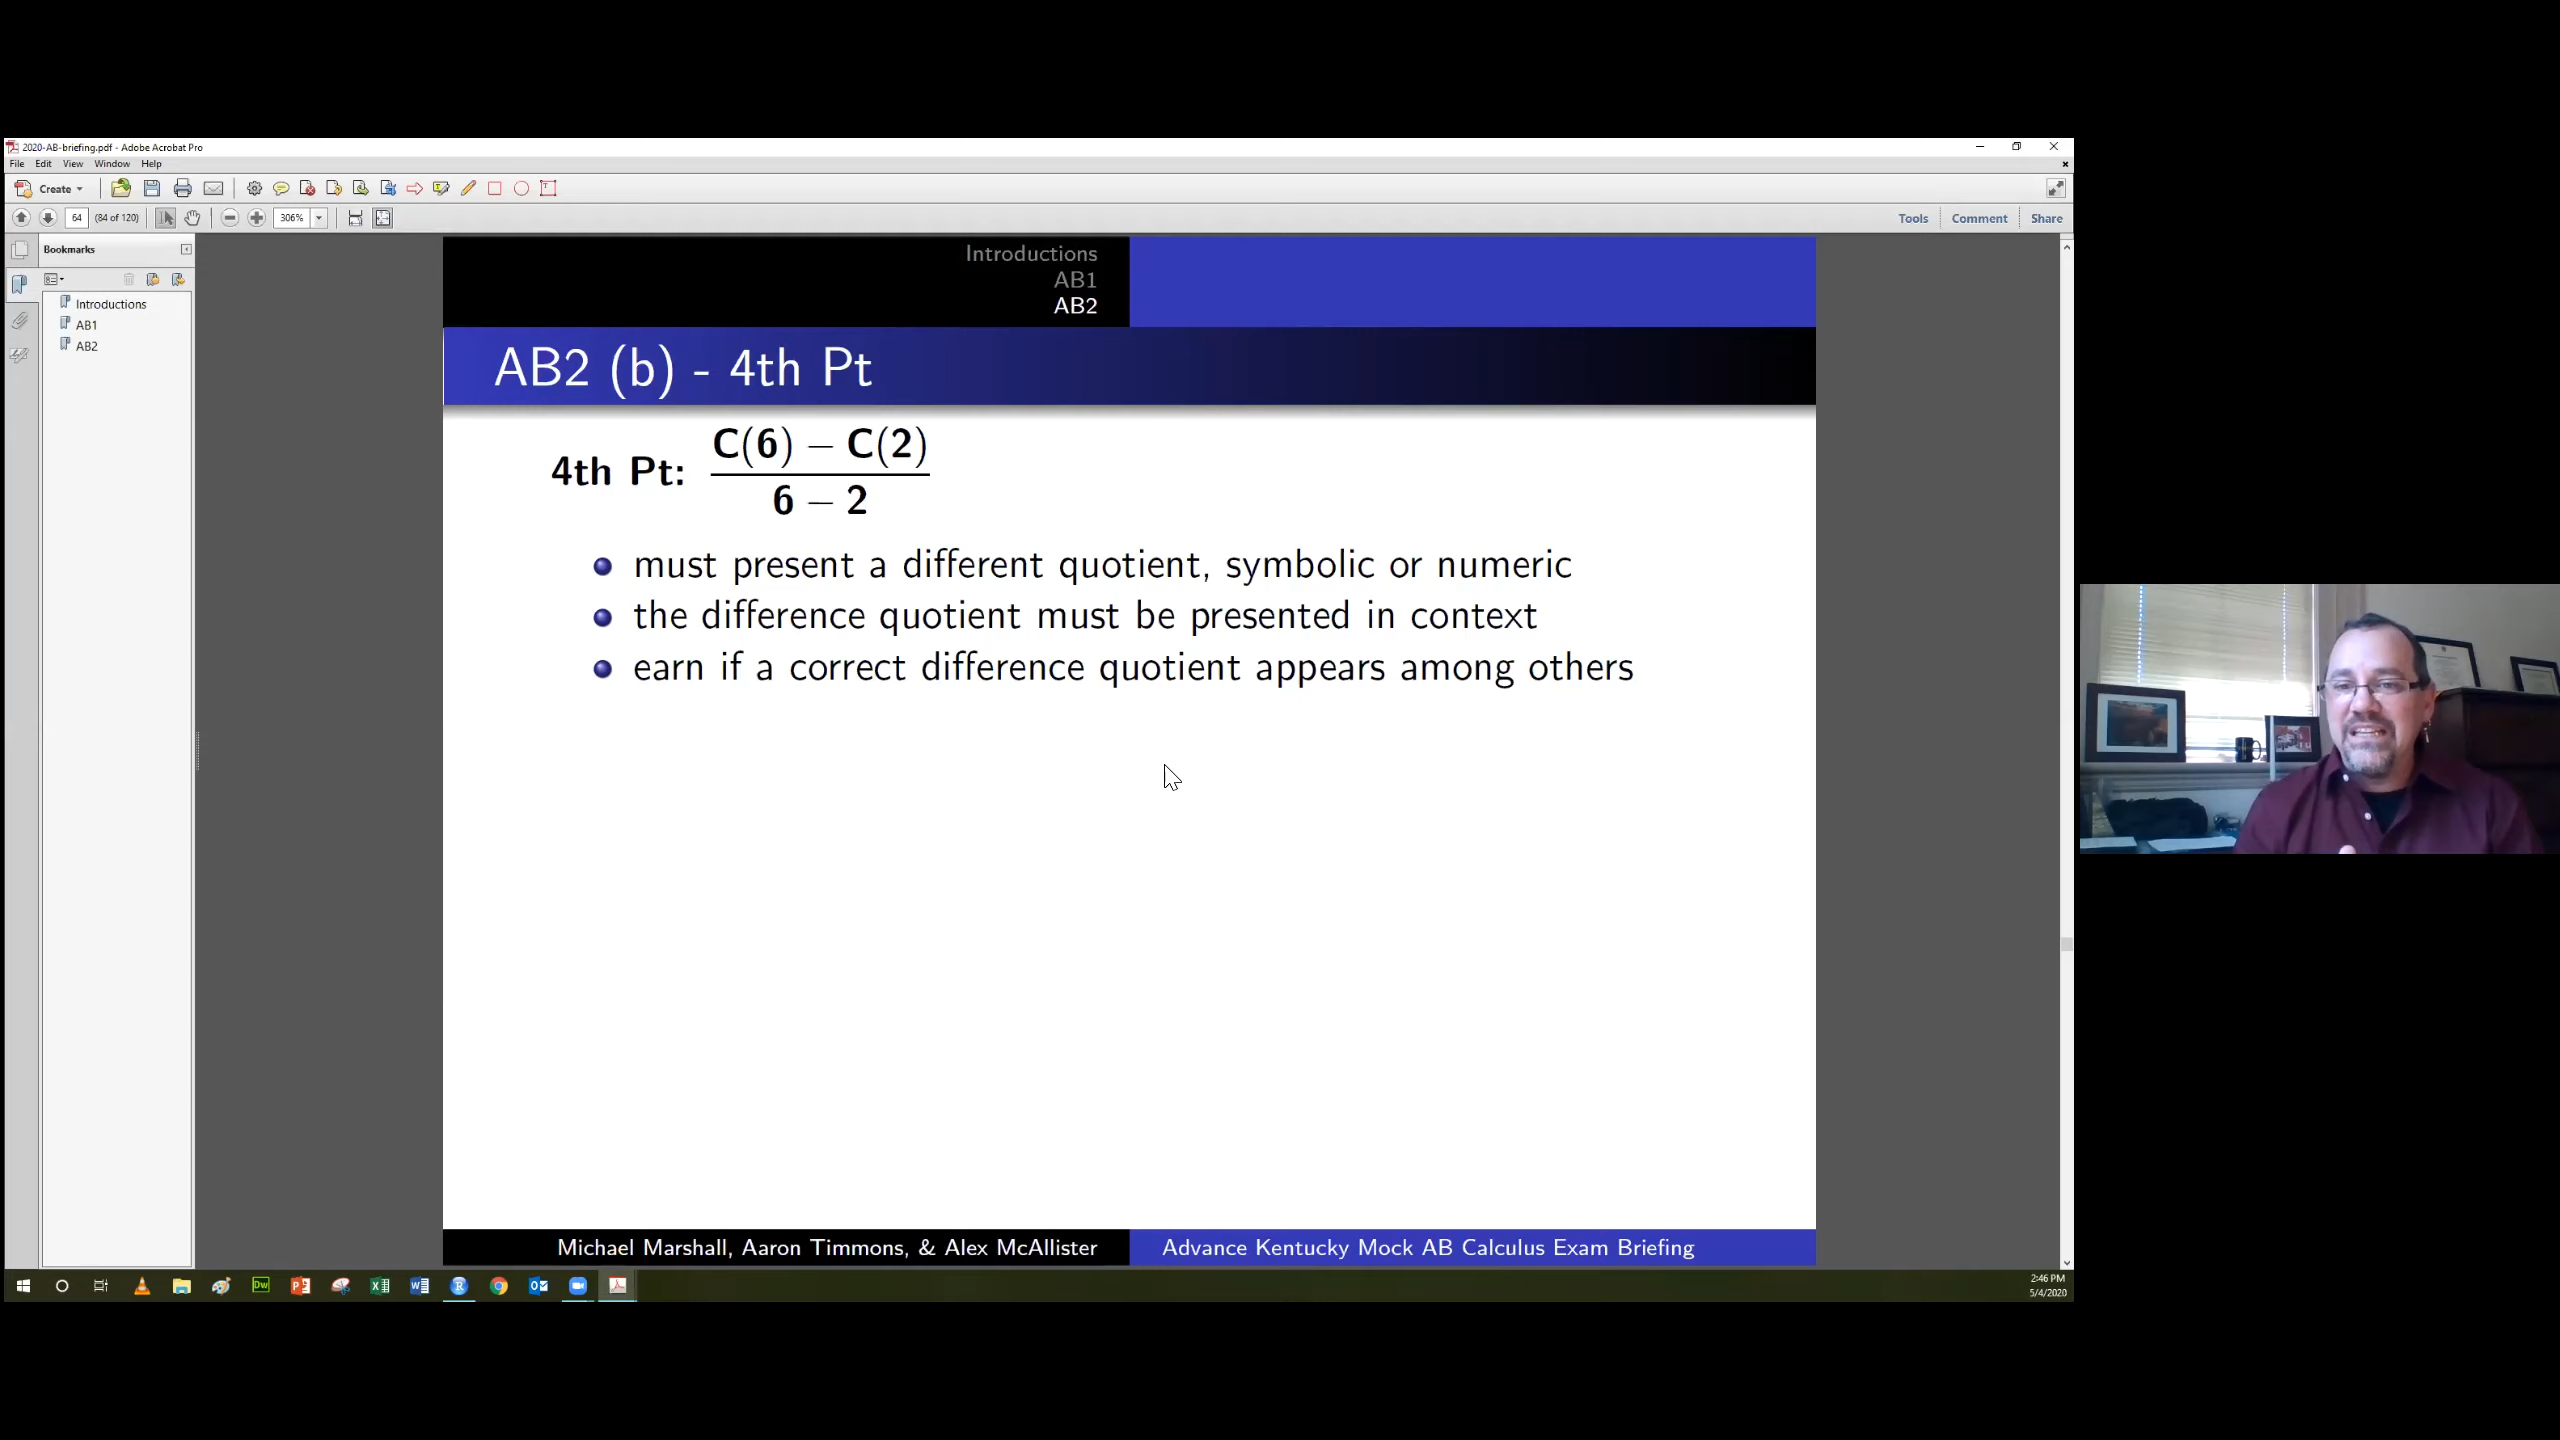 2020-AB-briefing.pdf - Adobe Acrobat Pro
File Edit View Window Help
Create
64 (84 of 120) 306% Tools Comment Share
Bookmarks
Introductions
AB1
AB2
Introductions
AB1
AB2
AB2 (b) - 4th Pt
4th Pt: C(6) − C(2)
6 − 2
must present a different quotient, symbolic or numeric
the difference quotient must be presented in context
earn if a correct difference quotient appears among others
Michael Marshall, Aaron Timmons, & Alex McAllister Advance Kentucky Mock AB Calculus Exam Briefing
2:46 PM
5/4/2020